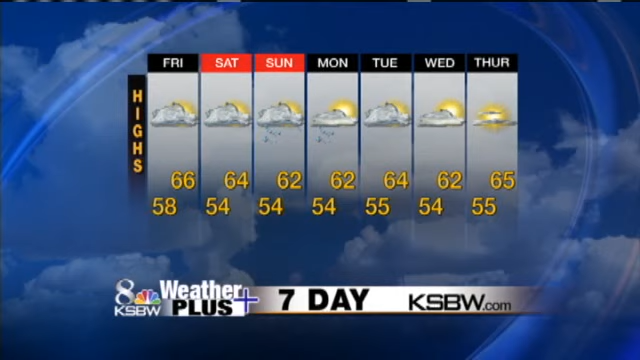 FRI SAT SUN MON TUE WED THUR
HIGHS
66 64 62 62 64 62 65
58 54 54 54 55 54 55
8 KSBW Weather PLUS+ 7 DAY KSBW.com